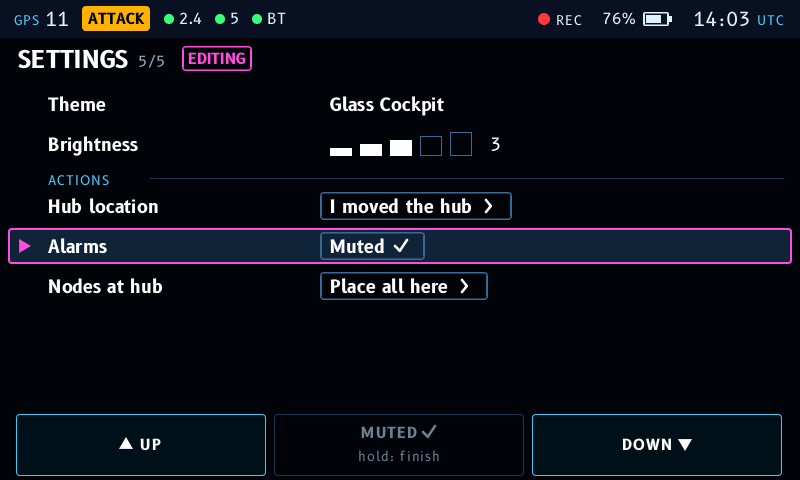 GPS 11 ATTACK 2.4 5 BT REC 76% 14:03 UTC
SETTINGS 5/5 EDITING
Theme Glass Cockpit
Brightness 3
ACTIONS
Hub location I moved the hub >
Alarms Muted ✓
Nodes at hub Place all here >
▲ UP MUTED ✓ DOWN ▼
hold: finish